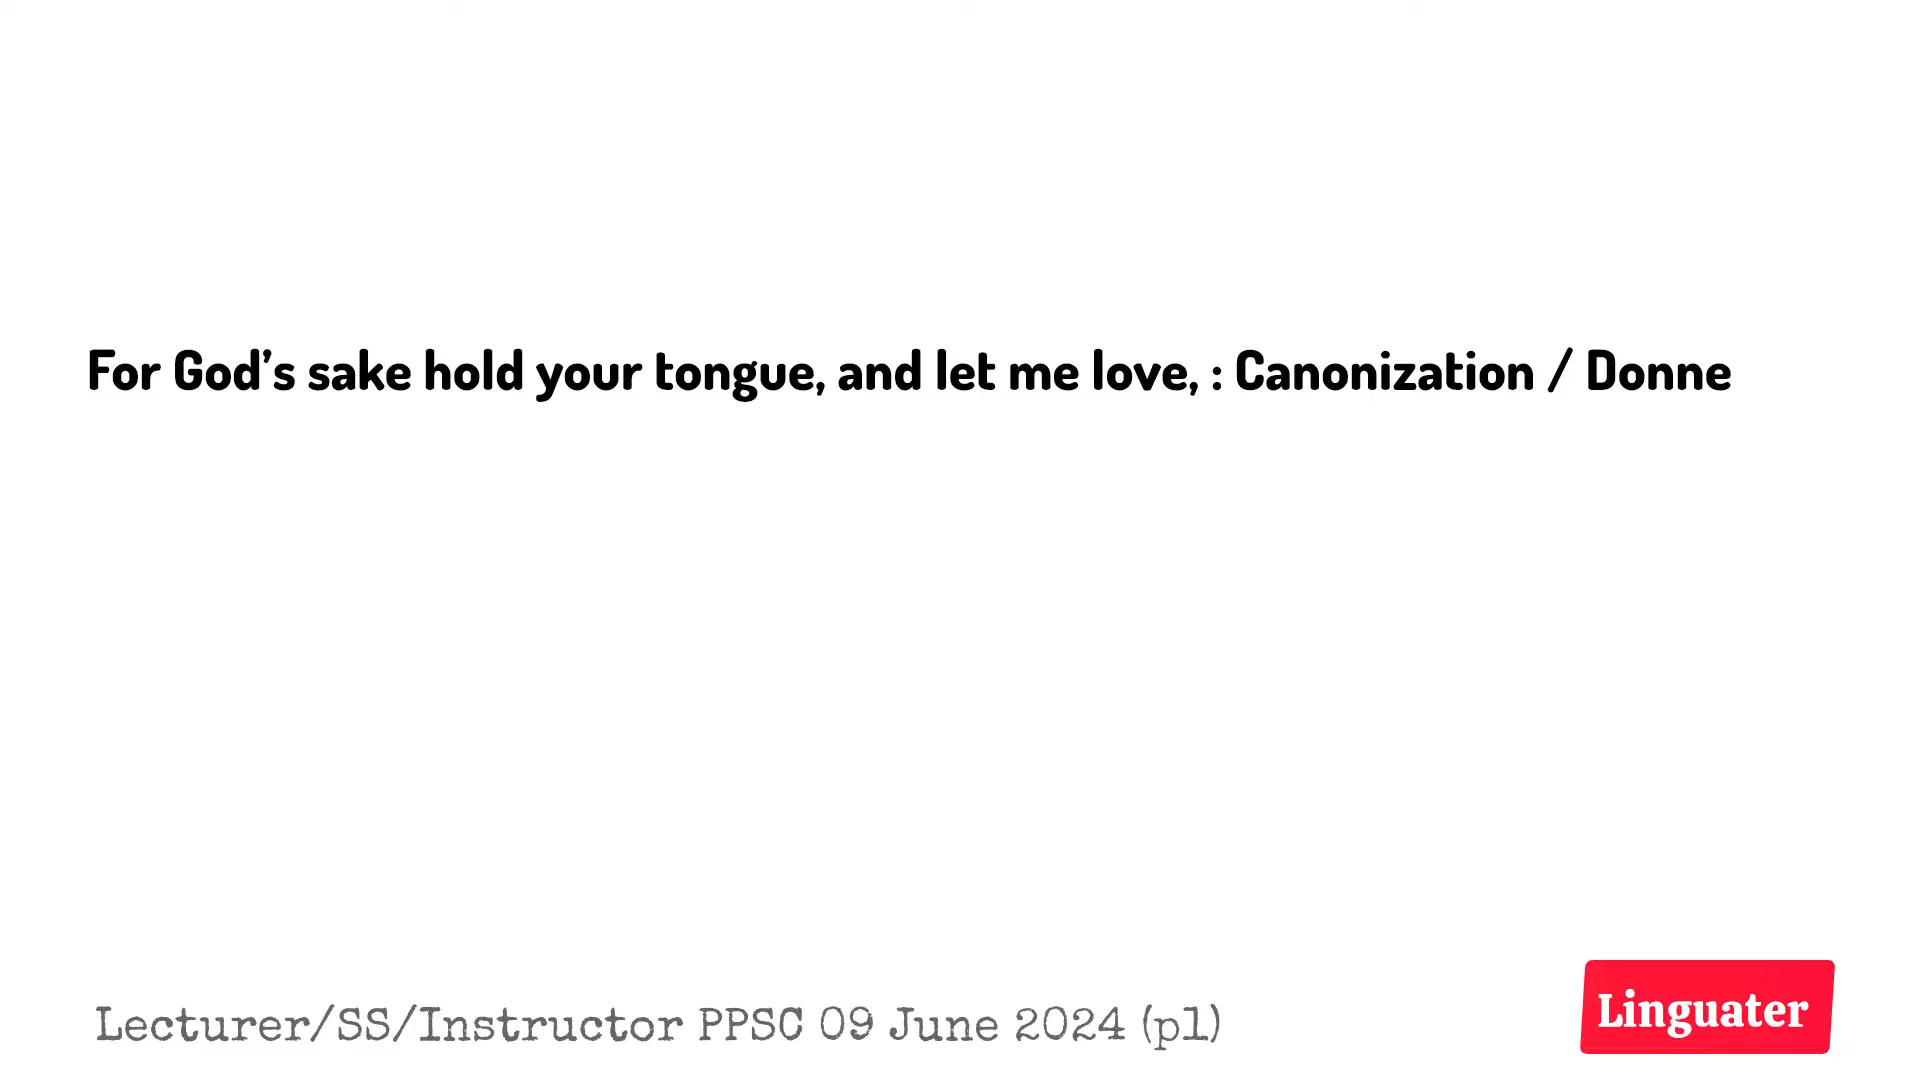 For God’s sake hold your tongue, and let me love, : Canonization / Donne
Lecturer/SS/Instructor PPSC 09 June 2024 (p1)
Linguater